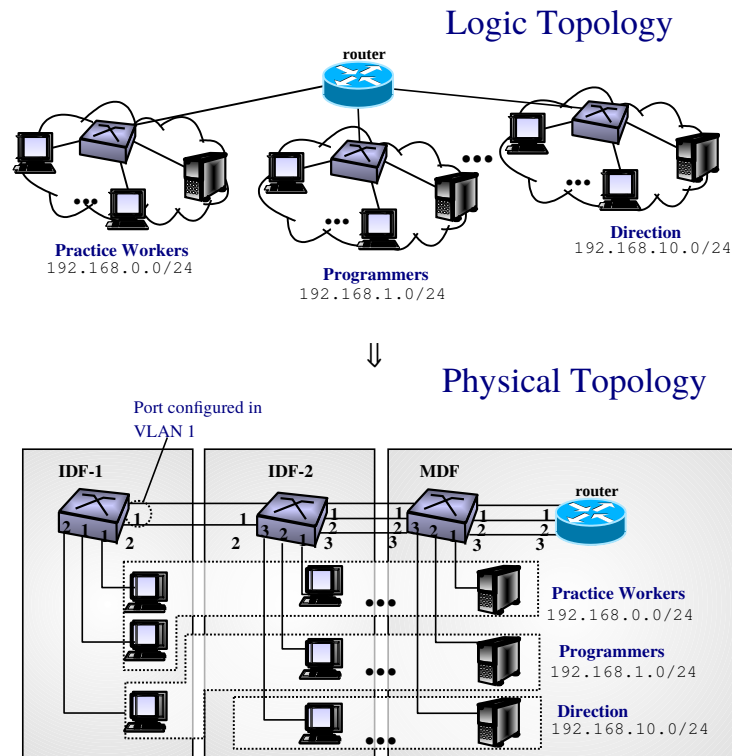 Logic Topology
router
Practice Workers
192.168.0.0/24
Programmers
192.168.1.0/24
Direction
192.168.10.0/24
⇓
Physical Topology
Port configured in
VLAN 1
IDF-1
IDF-2
MDF
router
2 1 1 1
2
1
2
3 2 1
1
2
3
1
2
3
3 2 1
1
2
3
1
2
3
Practice Workers
192.168.0.0/24
Programmers
192.168.1.0/24
Direction
192.168.10.0/24